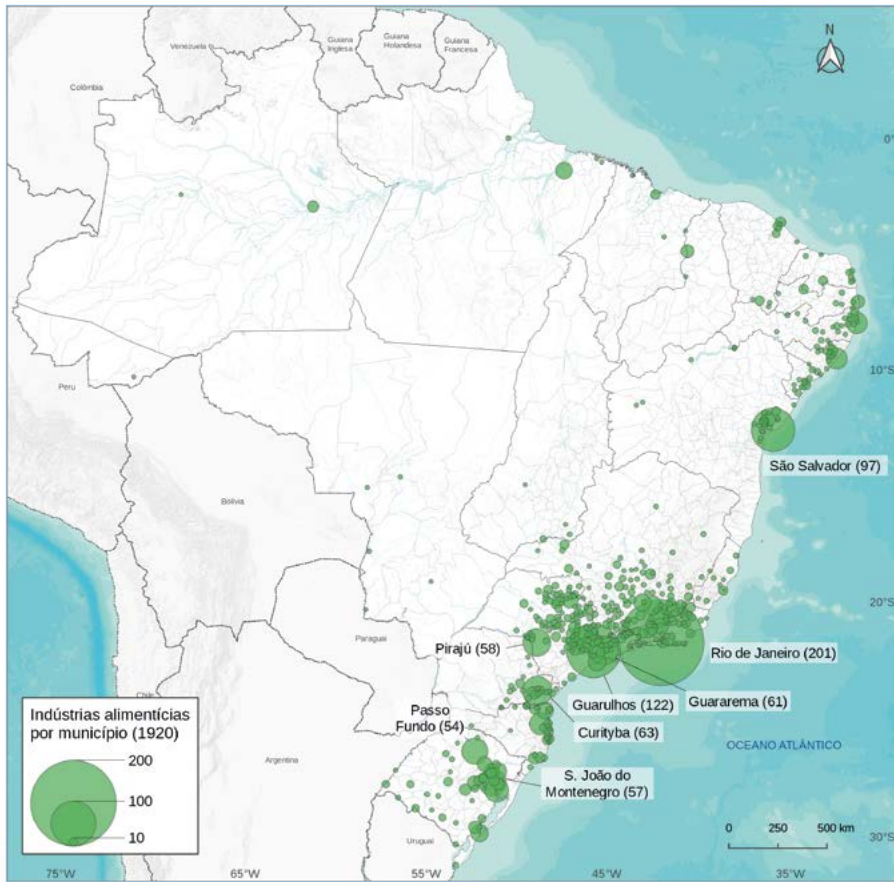 Guiana
Inglesa
Guiana
Holandesa
Guiana
Francesa
Venezuela
Colômbia
N
0°
Peru
10°S
São Salvador (97)
Bolívia
20°S
Paraguai
Pirajú (58)
Rio de Janeiro (201)
Guarulhos (122)
Guararema (61)
Curityba (63)
Chile
Passo
Fundo (54)
Indústrias alimentícias
por município (1920)
200
100
10
OCEANO ATLÂNTICO
Argentina
S. João do
Montenegro (57)
Uruguai
0 250 500 km
30°S
75°W 65°W 55°W 45°W 35°W